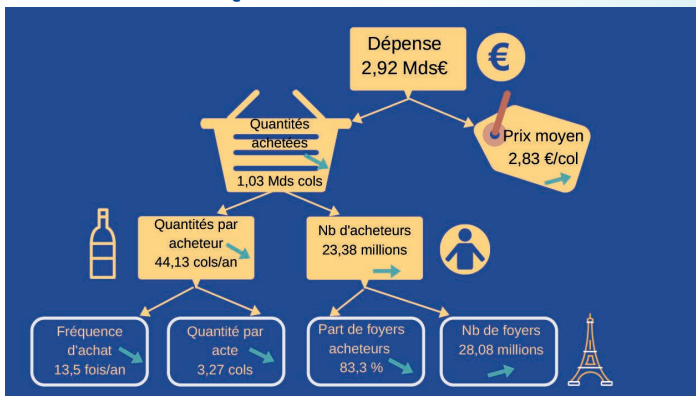 Dépense
2,92 Mds€
€
Quantités
achetées
1,03 Mds cols
Prix moyen
2,83 €/col
Quantités par
acheteur
44,13 cols/an
Nb d'acheteurs
23,38 millions
Fréquence
d'achat
13,5 fois/an
Quantité par
acte
3,27 cols
Part de foyers
acheteurs
83,3 %
Nb de foyers
28,08 millions